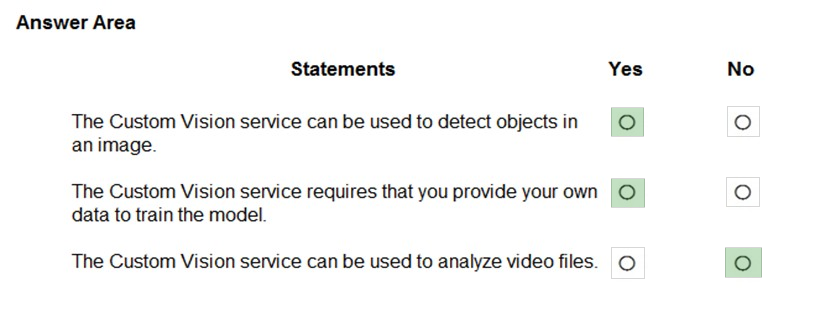 Answer Area
Statements Yes No
The Custom Vision service can be used to detect objects in
an image.
The Custom Vision service requires that you provide your own
data to train the model.
The Custom Vision service can be used to analyze video files.